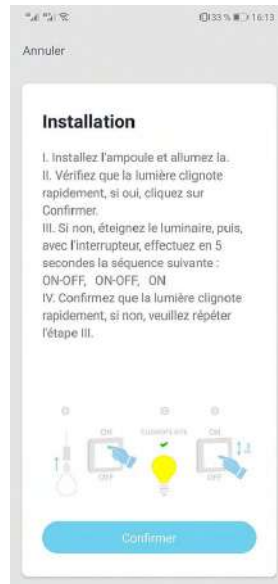 33 % 16:13
Annuler
Installation
I. Installez l'ampoule et allumez la.
II. Vérifiez que la lumière clignote
rapidement, si oui, cliquez sur
Confirmer.
III. Si non, éteignez le luminaire, puis,
avec l'interrupteur, effectuez en 5
secondes la séquence suivante :
ON-OFF, ON-OFF, ON
IV. Confirmez que la lumière clignote
rapidement, si non, veuillez répéter
l'étape III.
ON ON
OFF OFF
Confirmer